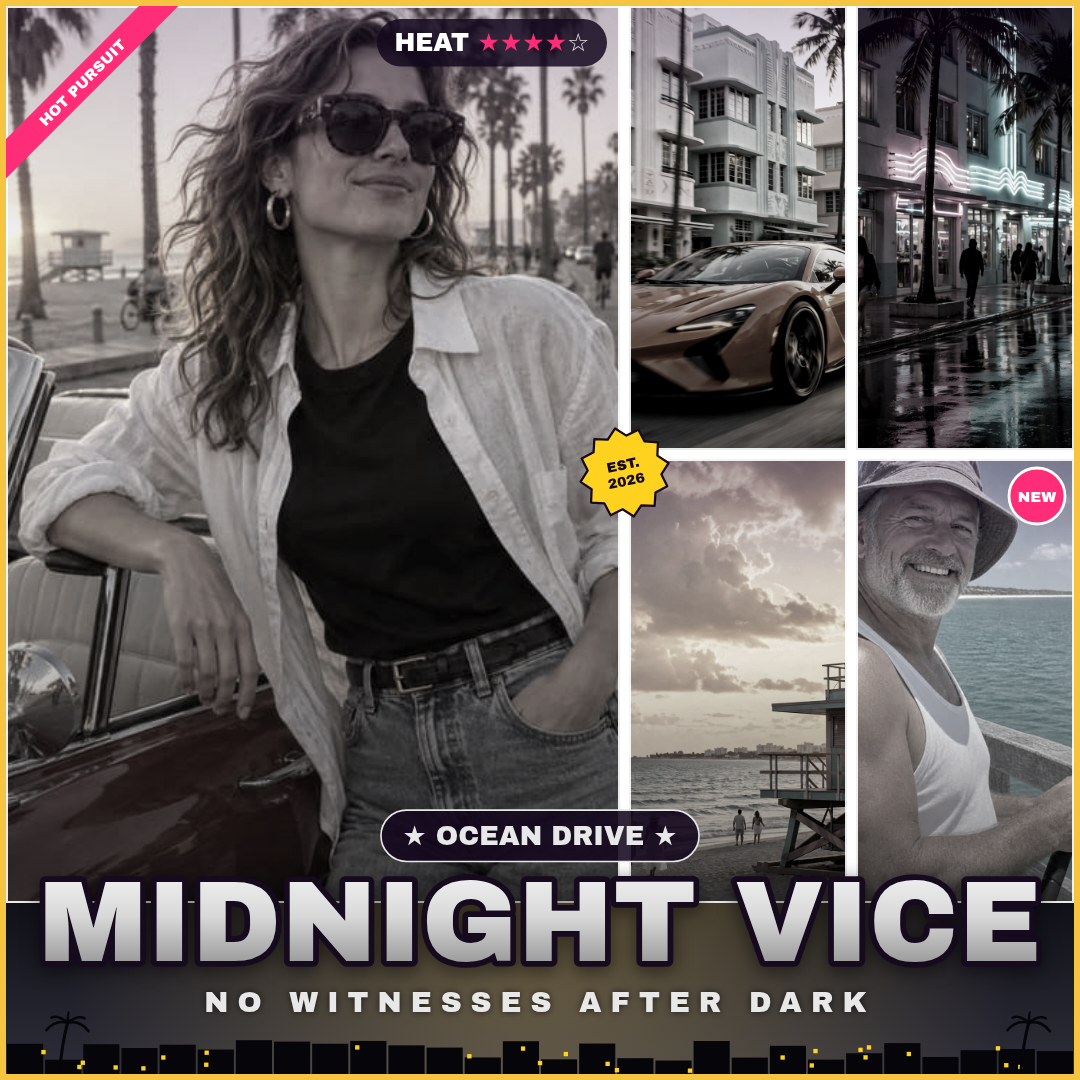 HOT PURSUIT
HEAT ★★★★☆
EST.
2026
NEW
★ OCEAN DRIVE ★
MIDNIGHT VICE
NO WITNESSES AFTER DARK